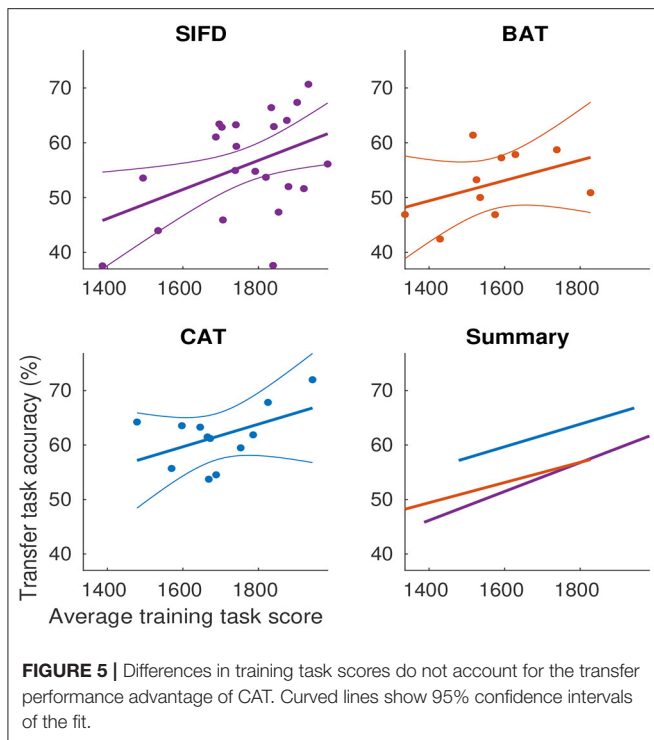 SIFD
BAT
70
60
50
40
1400 1600 1800
70
60
50
40
1400 1600 1800
CAT
Summary
Transfer task accuracy (%)
70
60
50
40
1400 1600 1800
70
60
50
40
1400 1600 1800
Average training task score
FIGURE 5 | Differences in training task scores do not account for the transfer
performance advantage of CAT. Curved lines show 95% confidence intervals
of the fit.